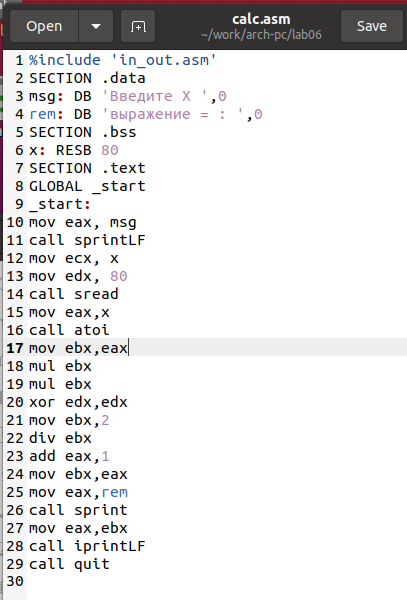 Open
calc.asm
~/work/arch-pc/lab06
Save
1 %include 'in_out.asm'
2 SECTION .data
3 msg: DB 'Введите X ',0
4 rem: DB 'выражение = : ',0
5 SECTION .bss
6 x: RESB 80
7 SECTION .text
8 GLOBAL _start
9 _start:
10 mov eax, msg
11 call sprintLF
12 mov ecx, x
13 mov edx, 80
14 call sread
15 mov eax,x
16 call atoi
17 mov ebx,eax
18 mul ebx
19 mul ebx
20 xor edx,edx
21 mov ebx,2
22 div ebx
23 add eax,1
24 mov ebx,eax
25 mov eax,rem
26 call sprint
27 mov eax,ebx
28 call iprintLF
29 call quit
30